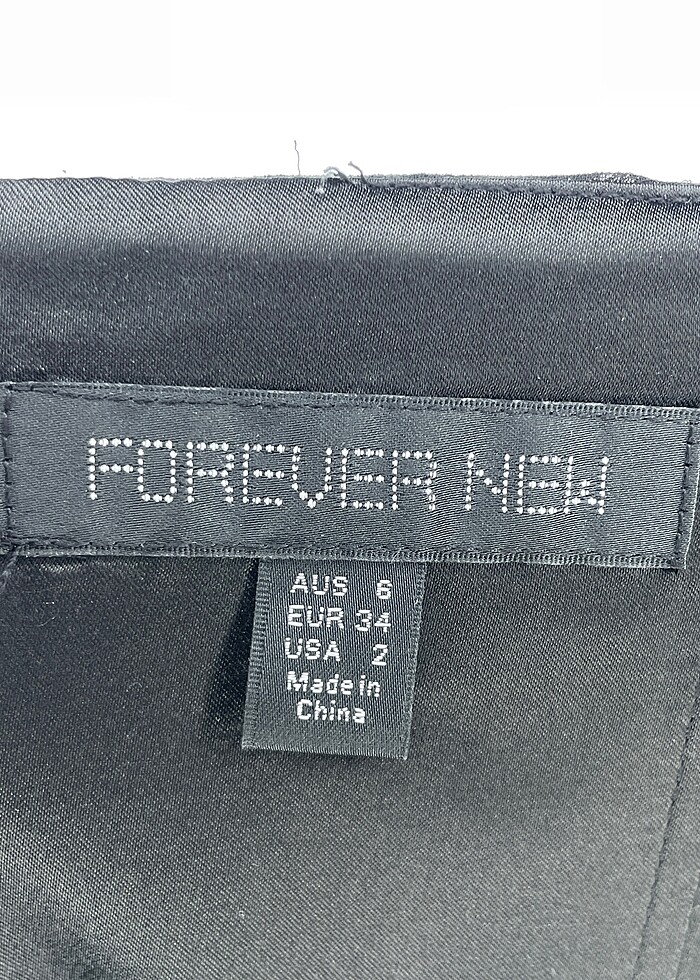 FOREVER NEW
AUS 6
EUR 34
USA 2
Made in
China